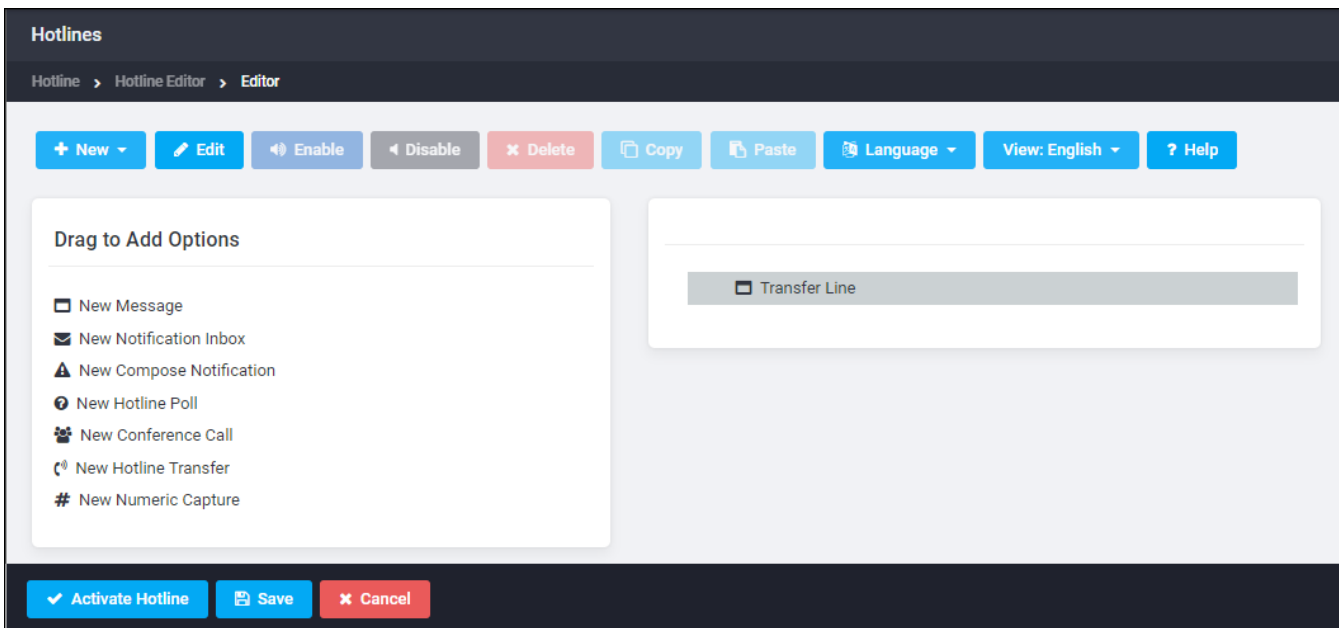 Hotlines
Hotline > Hotline Editor > Editor
+ New Edit Enable Disable Delete Copy Paste Language View: English ? Help
Drag to Add Options
New Message
New Notification Inbox
New Compose Notification
New Hotline Poll
New Conference Call
New Hotline Transfer
# New Numeric Capture
Transfer Line
Activate Hotline Save Cancel